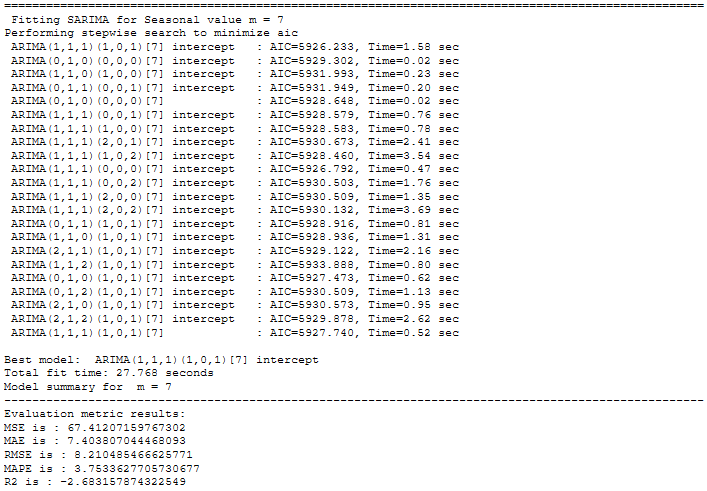 ================================================================================================
Fitting SARIMA for Seasonal value m = 7
Performing stepwise search to minimize aic
ARIMA(1,1,1)(1,0,1)[7] intercept   : AIC=5926.233, Time=1.58 sec
ARIMA(0,1,0)(0,0,0)[7] intercept   : AIC=5929.302, Time=0.02 sec
ARIMA(1,1,0)(1,0,0)[7] intercept   : AIC=5931.993, Time=0.23 sec
ARIMA(0,1,1)(0,0,1)[7] intercept   : AIC=5931.949, Time=0.20 sec
ARIMA(0,1,0)(0,0,0)[7]             : AIC=5928.648, Time=0.02 sec
ARIMA(1,1,1)(0,0,1)[7] intercept   : AIC=5928.579, Time=0.76 sec
ARIMA(1,1,1)(1,0,0)[7] intercept   : AIC=5928.583, Time=0.78 sec
ARIMA(1,1,1)(2,0,1)[7] intercept   : AIC=5930.673, Time=2.41 sec
ARIMA(1,1,1)(1,0,2)[7] intercept   : AIC=5928.460, Time=3.54 sec
ARIMA(1,1,1)(0,0,0)[7] intercept   : AIC=5926.792, Time=0.47 sec
ARIMA(1,1,1)(0,0,2)[7] intercept   : AIC=5930.503, Time=1.76 sec
ARIMA(1,1,1)(2,0,0)[7] intercept   : AIC=5930.509, Time=1.35 sec
ARIMA(1,1,1)(2,0,2)[7] intercept   : AIC=5930.132, Time=3.69 sec
ARIMA(0,1,1)(1,0,1)[7] intercept   : AIC=5928.916, Time=0.81 sec
ARIMA(1,1,0)(1,0,1)[7] intercept   : AIC=5928.936, Time=1.31 sec
ARIMA(2,1,1)(1,0,1)[7] intercept   : AIC=5929.122, Time=2.16 sec
ARIMA(1,1,2)(1,0,1)[7] intercept   : AIC=5933.888, Time=0.80 sec
ARIMA(0,1,0)(1,0,1)[7] intercept   : AIC=5927.473, Time=0.62 sec
ARIMA(0,1,2)(1,0,1)[7] intercept   : AIC=5930.509, Time=1.13 sec
ARIMA(2,1,0)(1,0,1)[7] intercept   : AIC=5930.573, Time=0.95 sec
ARIMA(2,1,2)(1,0,1)[7] intercept   : AIC=5929.878, Time=2.62 sec
ARIMA(1,1,1)(1,0,1)[7]             : AIC=5927.740, Time=0.52 sec
Best model:  ARIMA(1,1,1)(1,0,1)[7] intercept
Total fit time: 27.768 seconds
Model summary for  m = 7
------------------------------------------------------------------------------------------------
Evaluation metric results:
MSE is : 67.41207159767302
MAE is : 7.403807044468093
RMSE is : 8.210485466625771
MAPE is : 3.7533627705730677
R2 is : -2.683157874322549